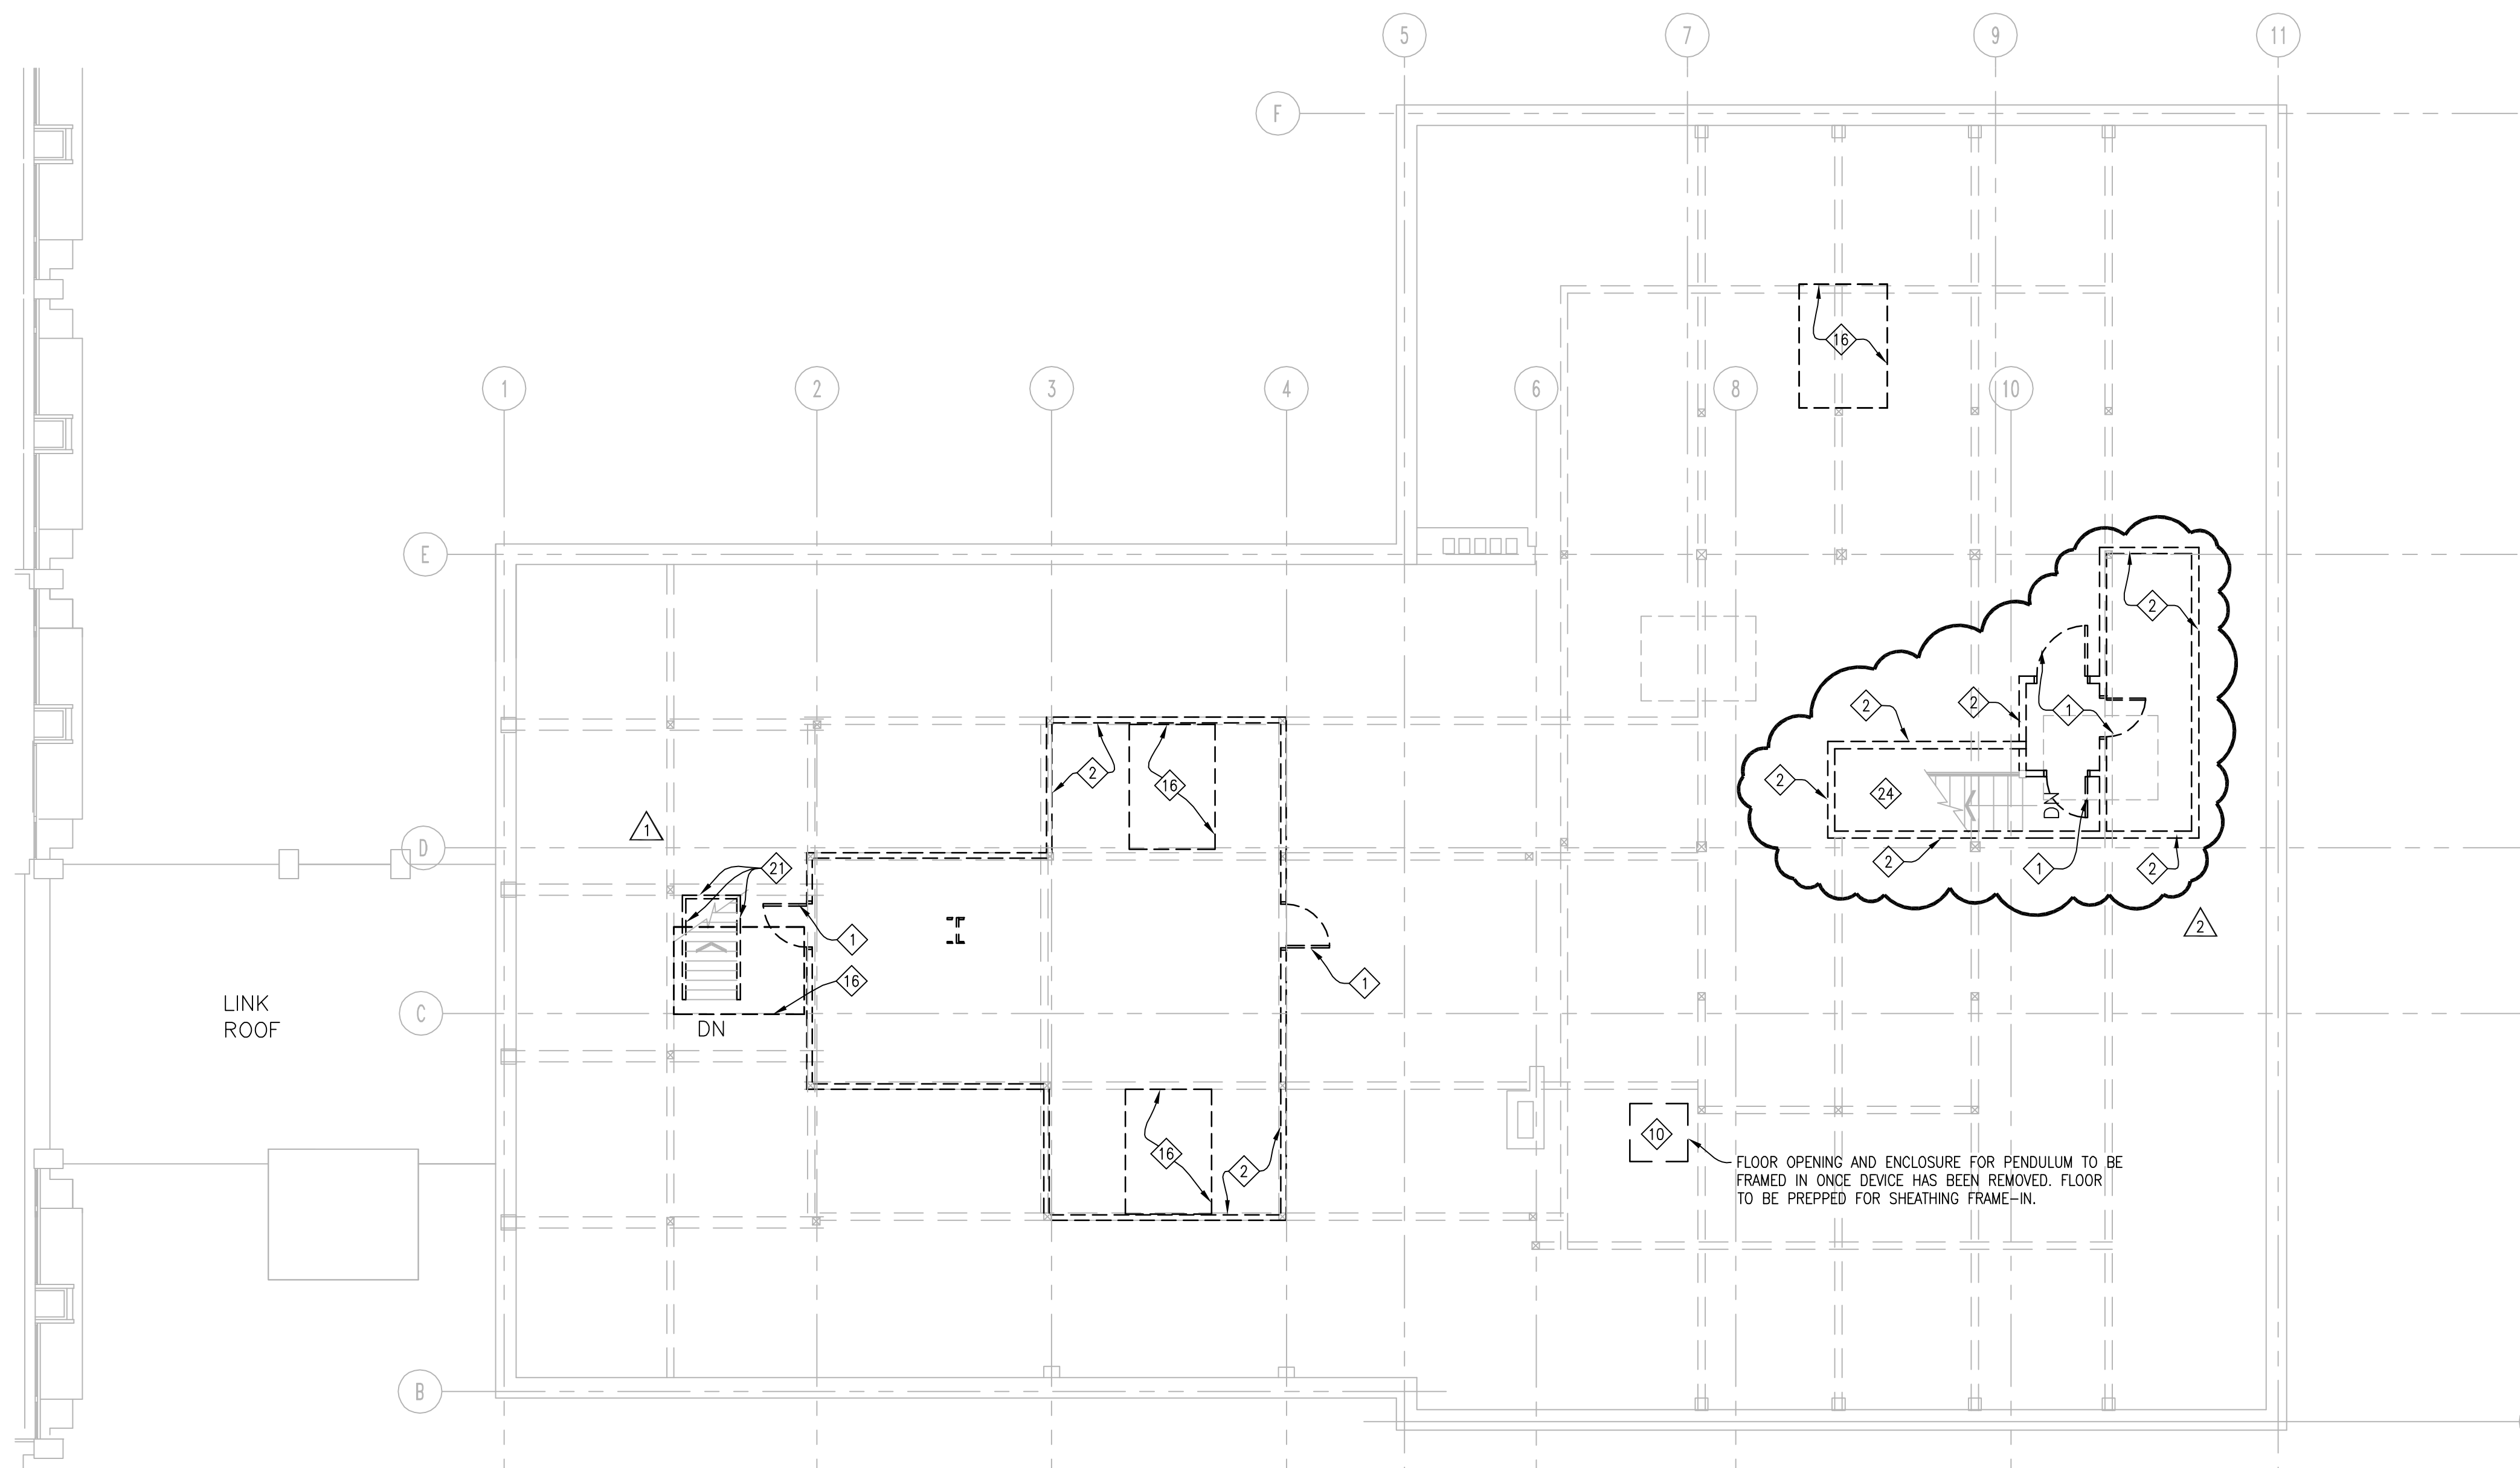 5
7
9
11
F
16
1
2
3
4
6
8
10
E
2
2
2
1
2
2
16
2
24
DN
1
D
21
2
1
2
1
2
1
16
1
LINK
ROOF
C
DN
10
16
2
FLOOR OPENING AND ENCLOSURE FOR PENDULUM TO BE
FRAMED IN ONCE DEVICE HAS BEEN REMOVED. FLOOR
TO BE PREPPED FOR SHEATHING FRAME-IN.
B